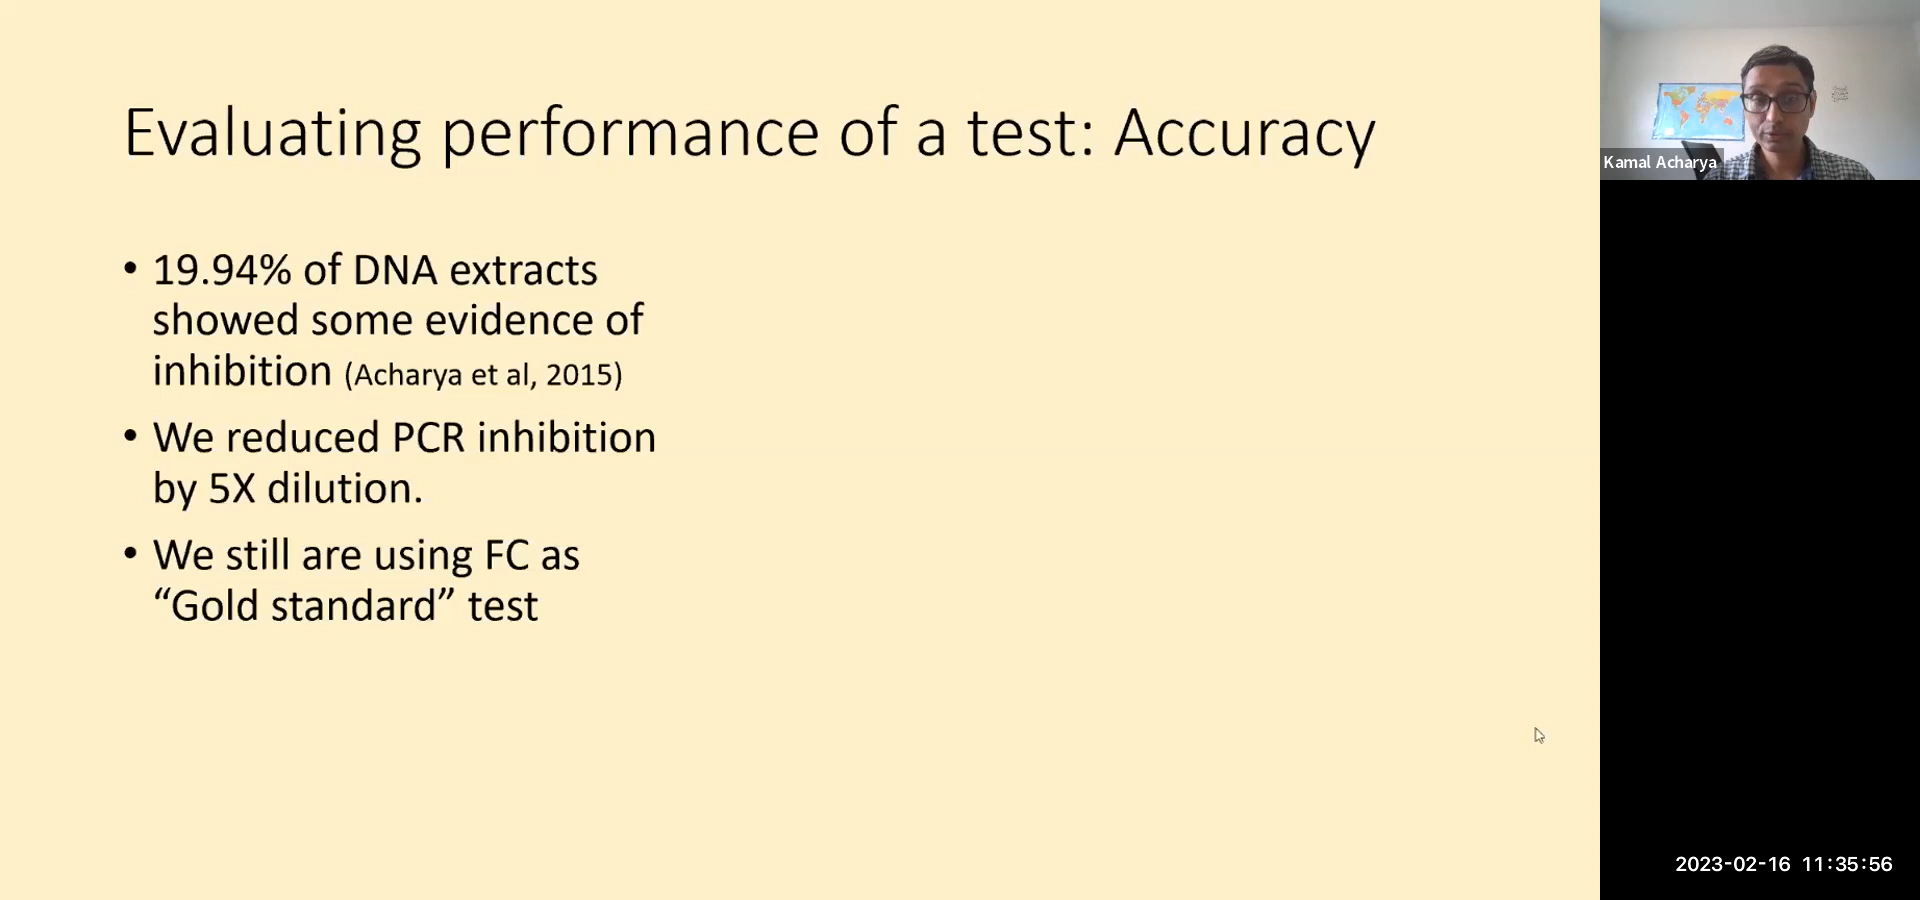 Evaluating performance of a test: Accuracy
• 19.94% of DNA extracts
showed some evidence of
inhibition (Acharya et al, 2015)
• We reduced PCR inhibition
by 5X dilution.
• We still are using FC as
“Gold standard” test
Kamal Acharya
2023-02-16 11:35:56